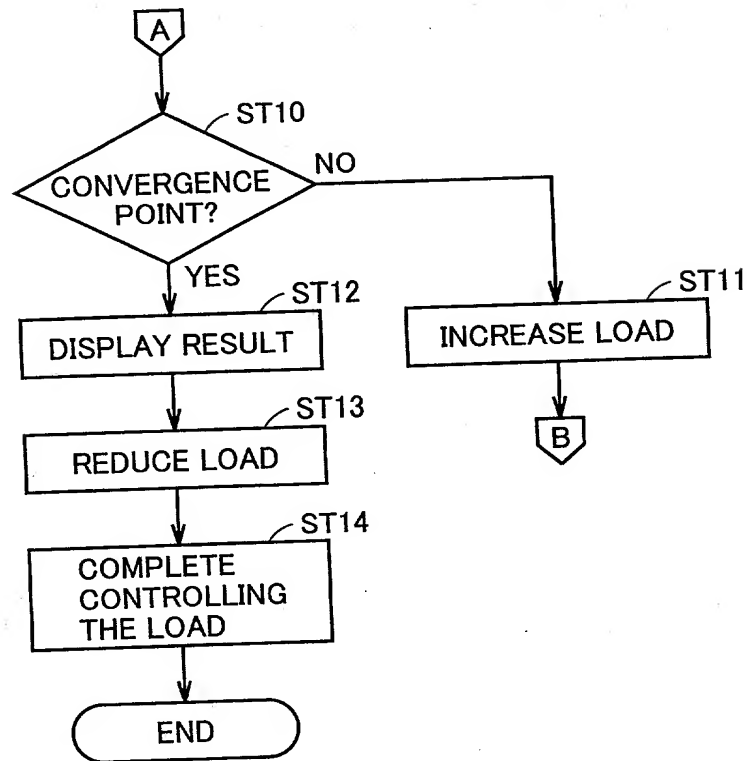 A
ST10
CONVERGENCE
POINT?
NO
YES
ST12
DISPLAY RESULT
ST11
INCREASE LOAD
B
ST13
REDUCE LOAD
ST14
COMPLETE
CONTROLLING
THE LOAD
END